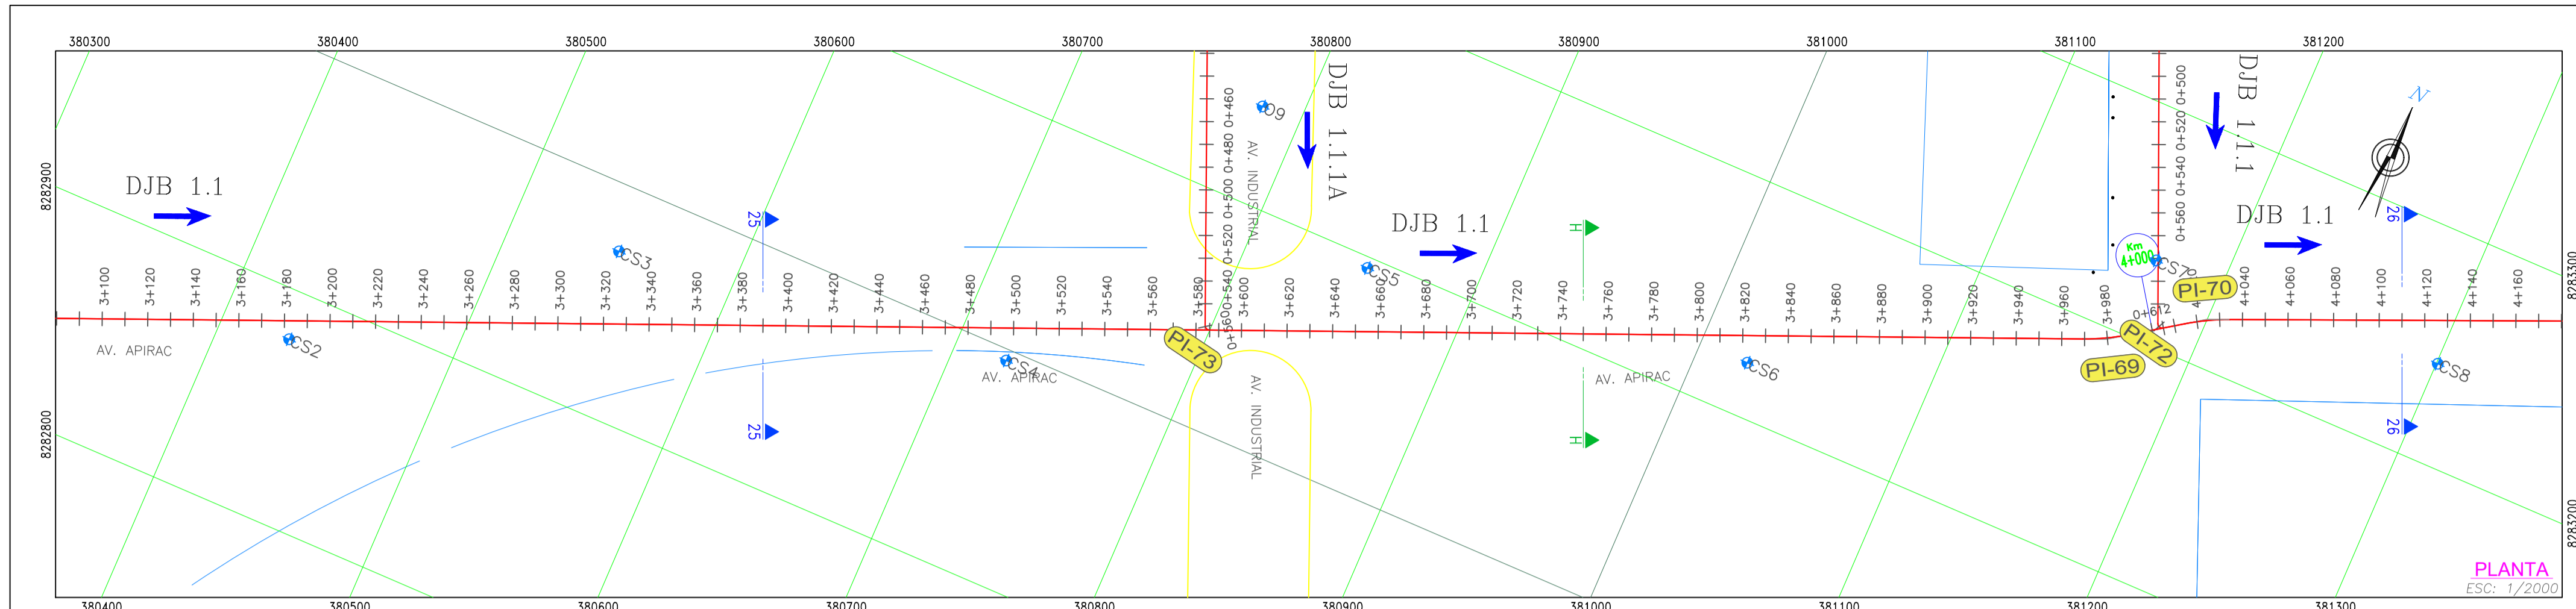 380300 380400 380500 380600 380700 380800 380900 381000 381100 381200
8282900
8282800
DJB 1.1
DJB 1.1.1A
DJB 1.1
DJB 1.1.1
DJB 1.1
N
0+460
0+480
0+500
0+520
0+540
0+560
AV. INDUSTRIAL
O9
0+500
0+520
0+540
0+560
0+612
25
H
26
CS3
CS5
CS7
Km
4+000
PI-70
3+100 3+120 3+140 3+160 3+180 3+200 3+220 3+240 3+260 3+280 3+300 3+320 3+340 3+360 3+380 3+400 3+420 3+440 3+460 3+480 3+500 3+520 3+540 3+560 3+580 3+600 3+620 3+640 3+660 3+680 3+700 3+720 3+740 3+760 3+780 3+800 3+820 3+840 3+860 3+880 3+900 3+920 3+940 3+960 3+980 4+040 4+060 4+080 4+100 4+120 4+140 4+160
AV. APIRAC
CS2
CS4
AV. APIRAC
PI-73
AV. INDUSTRIAL
AV. APIRAC
CS6
PI-72
PI-69
CS8
25
H
26
8283300
8283200
PLANTA
ESC: 1/2000
380400 380500 380600 380700 380800 380900 381000 381100 381200 381300